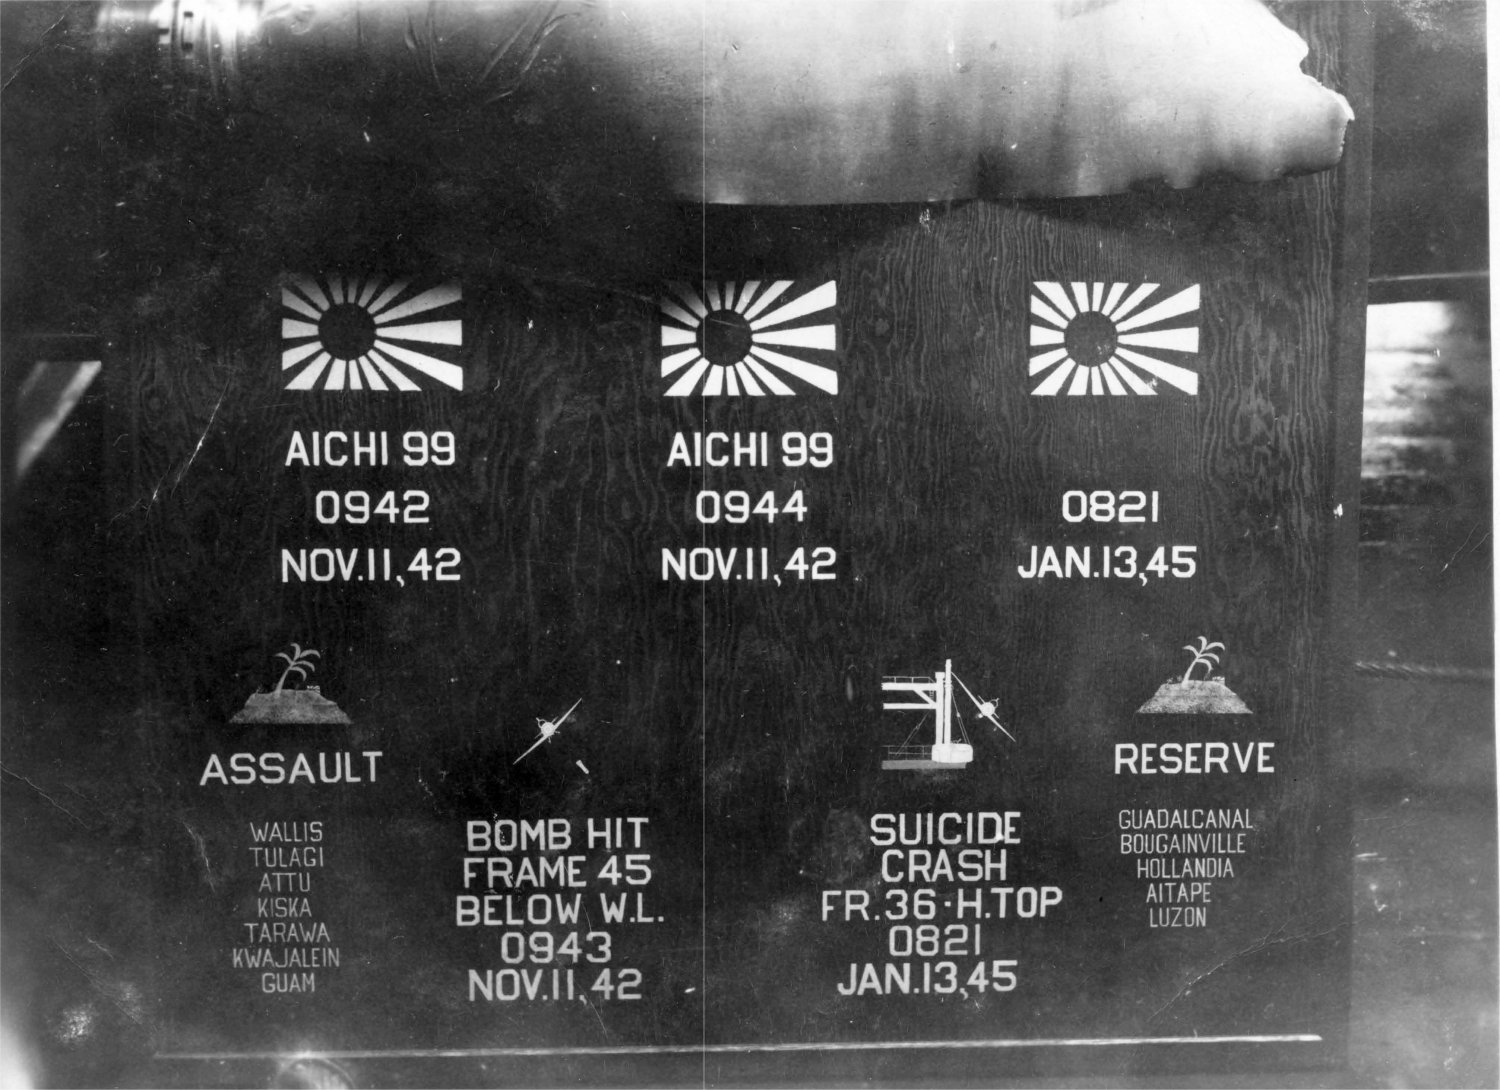 AICHI 99
0942
NOV.11,42
AICHI 99
0944
NOV.11,42
0821
JAN.13,45
ASSAULT
WALLIS
TULAGI
ATTU
KISKA
TARAWA
KWAJALEIN
GUAM
BOMB HIT
FRAME 45
BELOW W.L.
0943
NOV.11,42
SUICIDE
CRASH
FR.36-H.TOP
0821
JAN.13,45
RESERVE
GUADALCANAL
BOUGAINVILLE
HOLLANDIA
AITAPE
LUZON